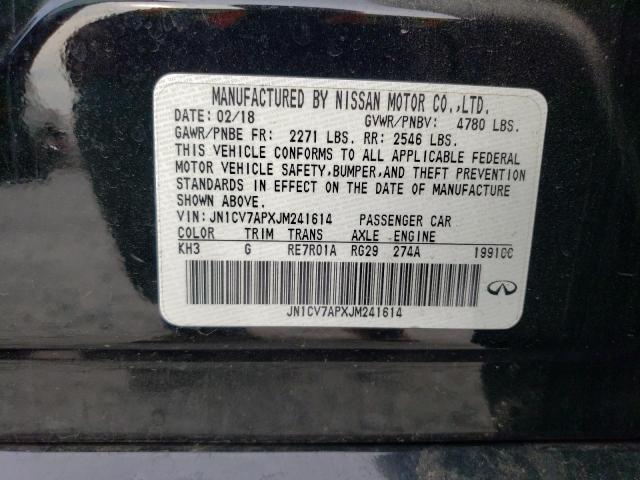 MANUFACTURED BY NISSAN MOTOR CO.,LTD.
DATE: 02/18 GVWR/PNBV: 4780 LBS.
GAWR/PNBE FR: 2271 LBS. RR: 2546 LBS.
THIS VEHICLE CONFORMS TO ALL APPLICABLE FEDERAL
MOTOR VEHICLE SAFETY, BUMPER, AND THEFT PREVENTION
STANDARDS IN EFFECT ON THE DATE OF MANUFACTURE
SHOWN ABOVE.
VIN: JN1CV7APXJM241614 PASSENGER CAR
COLOR TRIM TRANS AXLE ENGINE
KH3 G RE7R01A RG29 274A 1991CC
JN1CV7APXJM241614